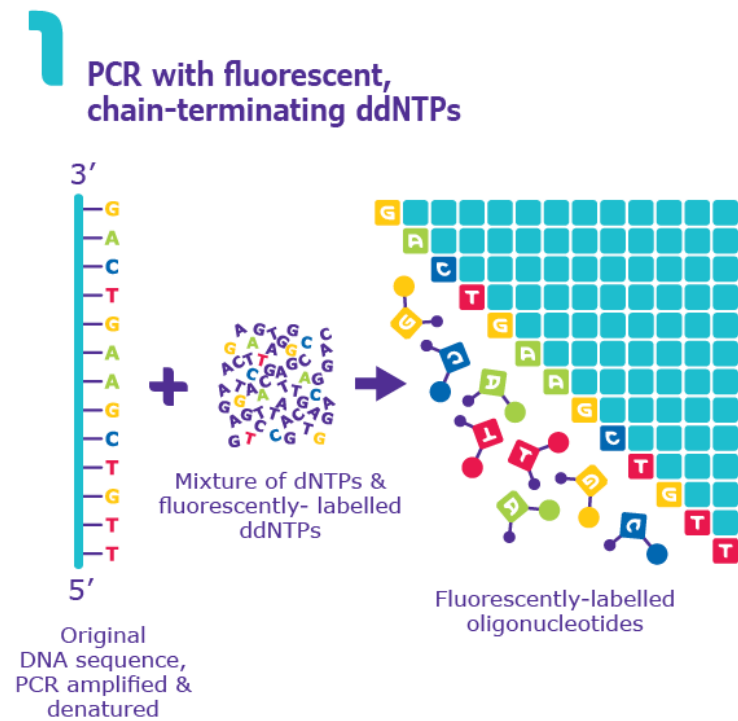 1
PCR with fluorescent,
chain-terminating ddNTPs
3′
G
A
C
T
G
A
A
G
C
T
G
T
T
5′
Original
DNA sequence,
PCR amplified &
denatured
+
Mixture of dNTPs &
fluorescently- labelled
ddNTPs
G
A
C
T
G
A
A
G
C
T
G
T
T
G
C
A
T
T
G
A
C
Fluorescently-labelled
oligonucleotides